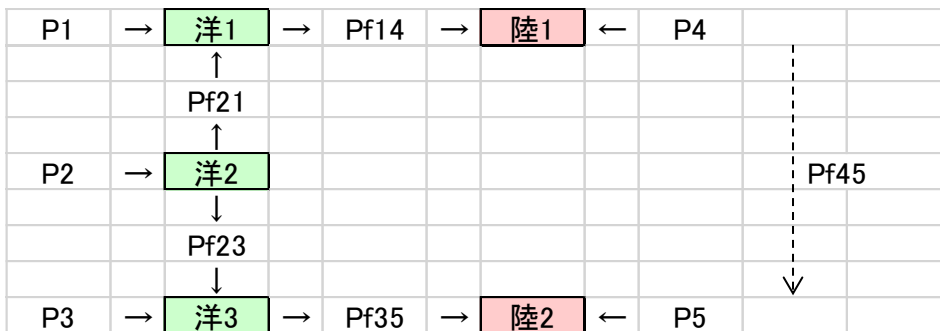 P1 → 洋1 → Pf14 → 陸1 ← P4
↑
Pf21
↑
P2 → 洋2 Pf45
↓
Pf23
↓
P3 → 洋3 → Pf35 → 陸2 ← P5